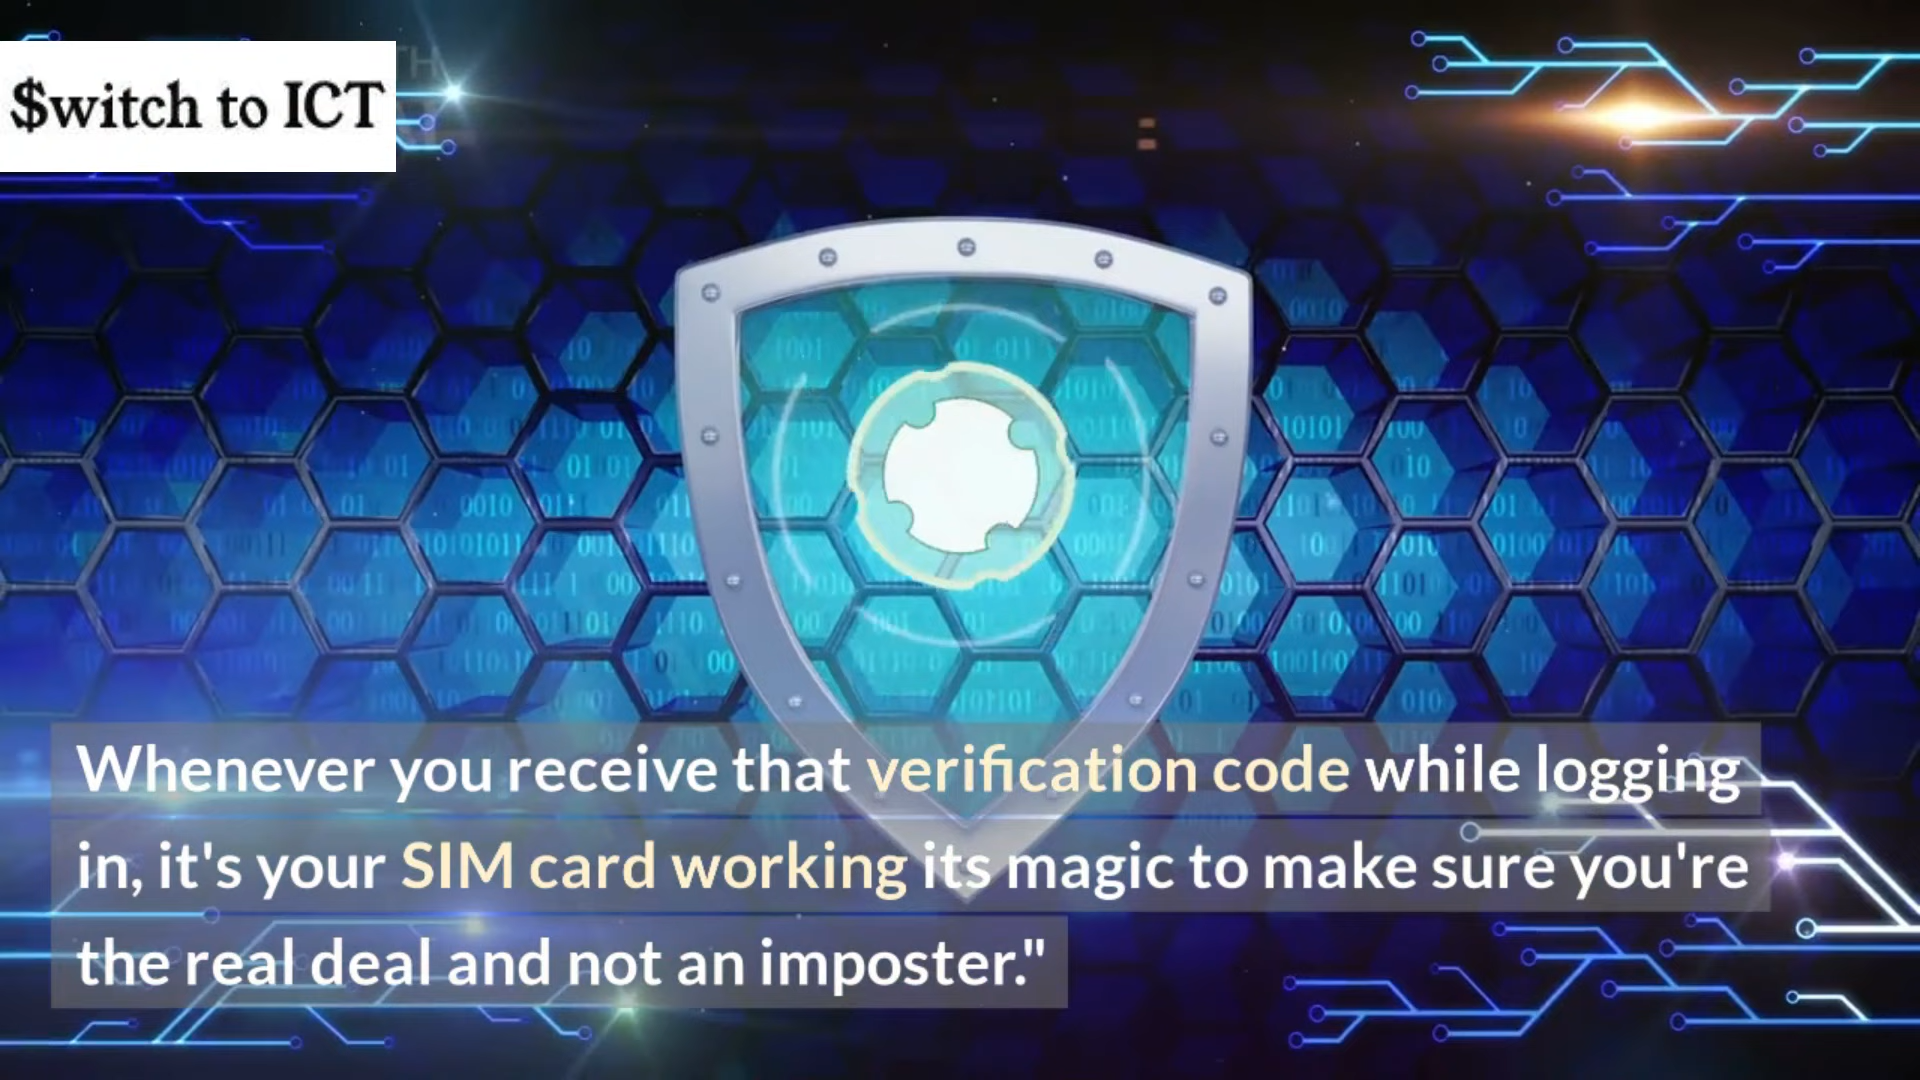 $witch to ICT
Whenever you receive that verification code while logging
in, it's your SIM card working its magic to make sure you're
the real deal and not an imposter."